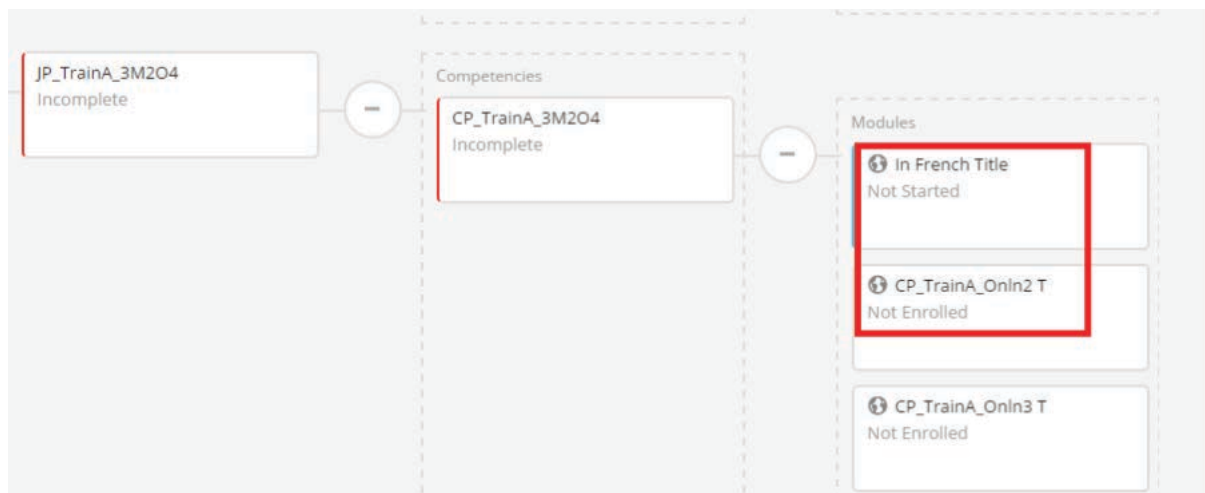 JP_TrainA_3M2O4
Incomplete
Competencies
CP_TrainA_3M2O4
Incomplete
Modules
In French Title
Not Started
CP_TrainA_Onln2 T
Not Enrolled
CP_TrainA_Onln3 T
Not Enrolled